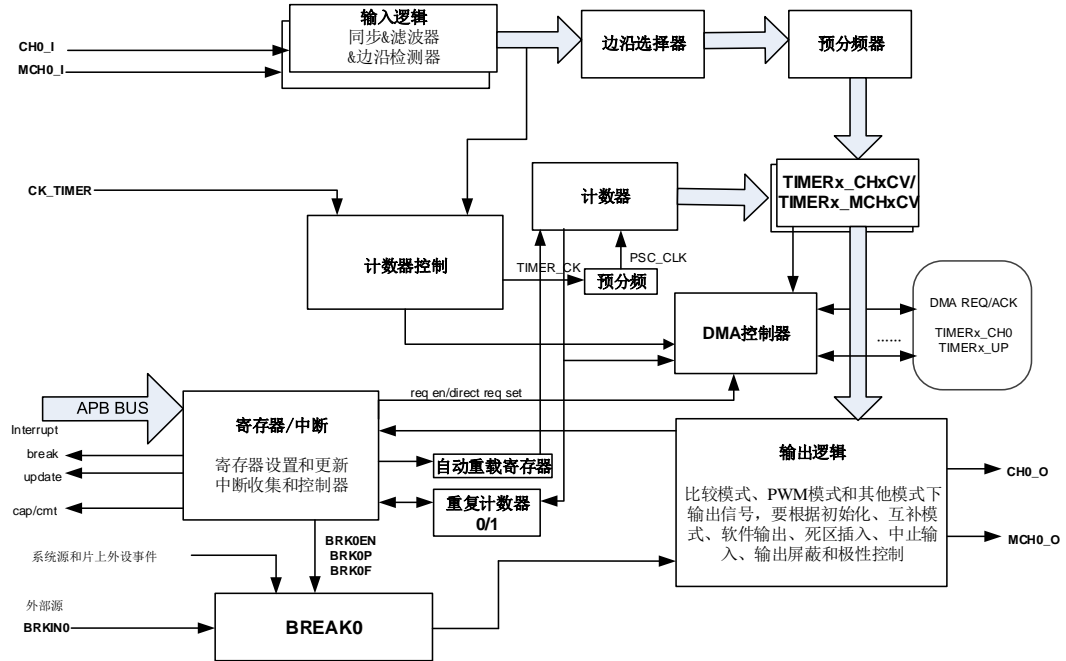 输入逻辑
同步&滤波器
&边沿检测器
CH0_I
MCH0_I
边沿选择器
预分频器
CK_TIMER
计数器控制
计数器
TIMERx_CHxCV/
TIMERx_MCHxCV
TIMER_CK
PSC_CLK
预分频
DMA控制器
DMA REQ/ACK
TIMERx_CH0
TIMERx_UP
......
APB BUS
req en/direct req set
寄存器/中断
寄存器设置和更新
中断收集和控制器
Interrupt
break
update
cap/cmt
自动重载寄存器
重复计数器
0/1
输出逻辑
比较模式、PWM模式和其他模式下
输出信号，要根据初始化、互补模
式、软件输出、死区插入、中止输
入、输出屏蔽和极性控制
CH0_O
MCH0_O
BRK0EN
BRK0P
BRK0F
系统源和片上外设事件
外部源
BRKIN0
BREAK0